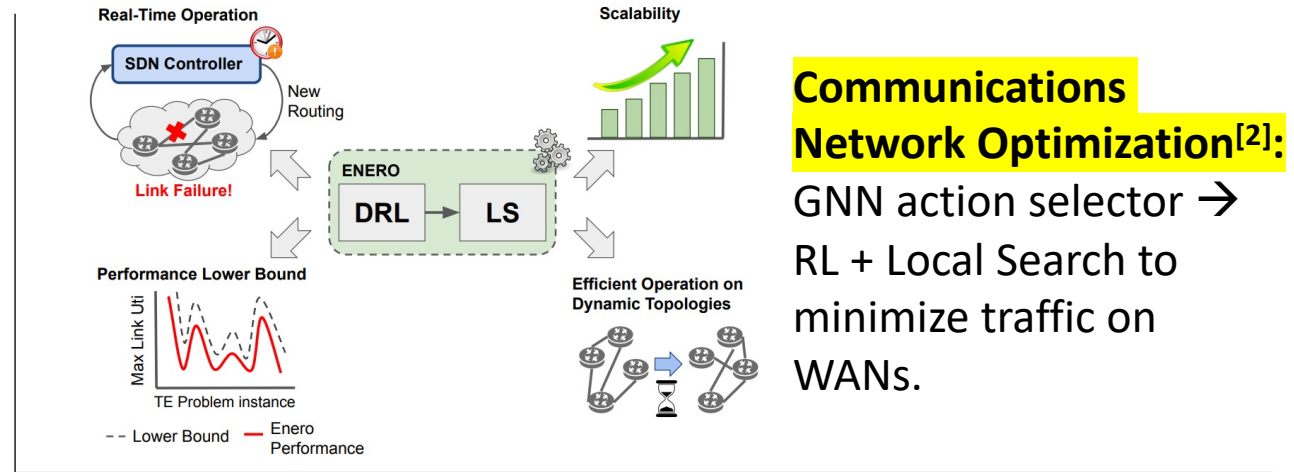 Real-Time Operation
SDN Controller
New
Routing
Link Failure!
Scalability
ENERO
DRL
LS
Performance Lower Bound
Max Link Uti
TE Problem instance
Lower Bound
Enero
Performance
Efficient Operation on
Dynamic Topologies
Communications
Network Optimization[2]:
GNN action selector →
RL + Local Search to
minimize traffic on
WANs.